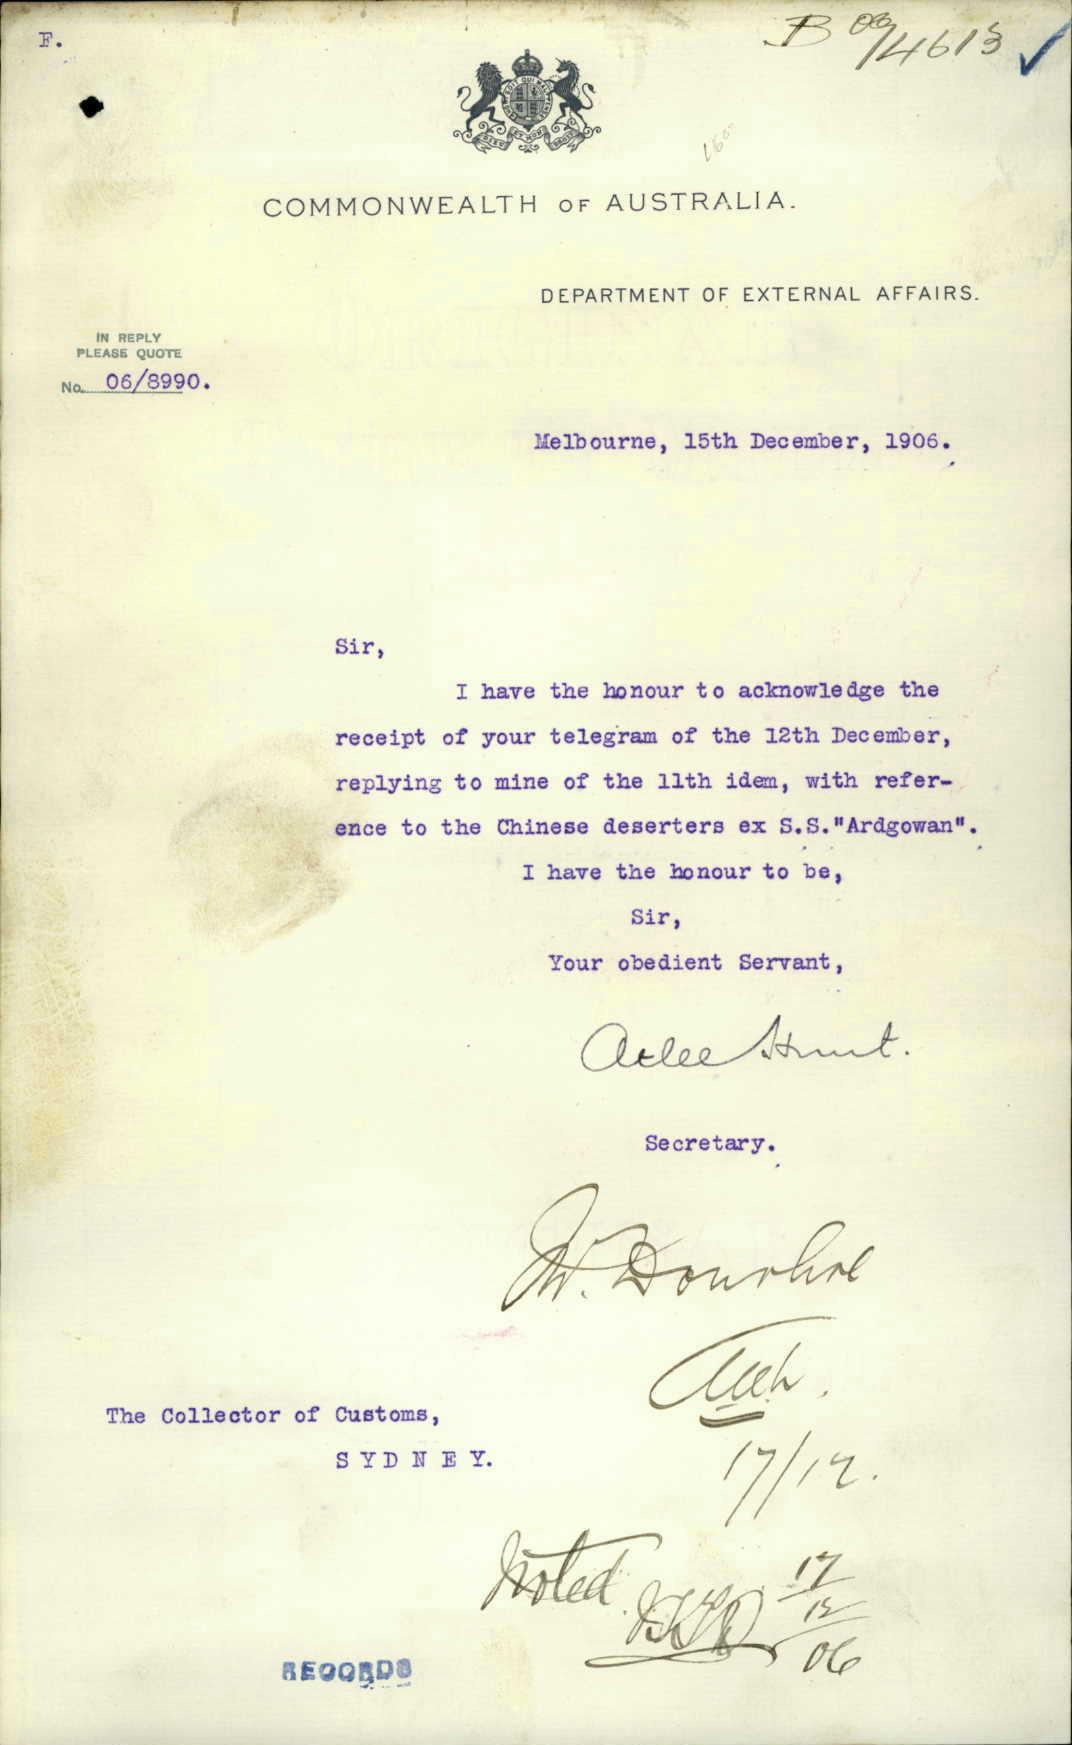 F.
B 06/4613
COMMONWEALTH OF AUSTRALIA.
DEPARTMENT OF EXTERNAL AFFAIRS.
IN REPLY
PLEASE QUOTE
No. 06/8990.
Melbourne, 15th December, 1906.
Sir,
I have the honour to acknowledge the
receipt of your telegram of the 12th December,
replying to mine of the 11th idem, with refer-
ence to the Chinese deserters ex S.S."Ardgowan".
I have the honour to be,
Sir,
Your obedient Servant,
Atlee Hunt.
Secretary.
Mr. Donohoe
17/12.
The Collector of Customs,
SYDNEY.
Noted
17
12
06
RECORDS